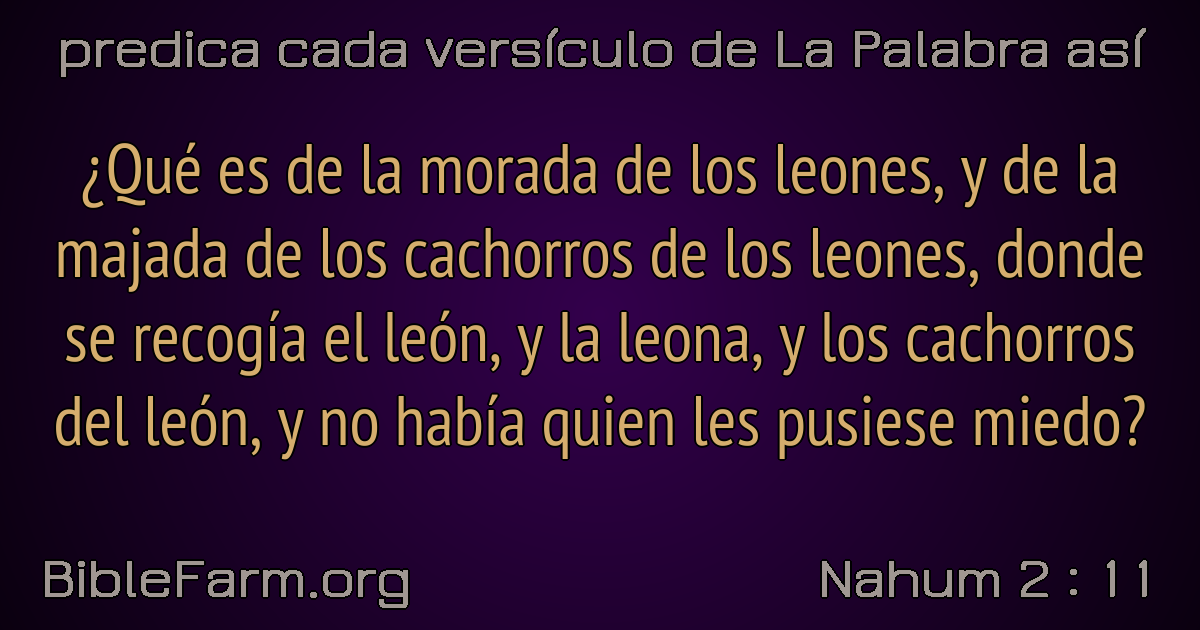 predica cada versículo de La Palabra así
¿Qué es de la morada de los leones, y de la
majada de los cachorros de los leones, donde
se recogía el león, y la leona, y los cachorros
del león, y no había quien les pusiese miedo?
BibleFarm.org
Nahum 2 : 11